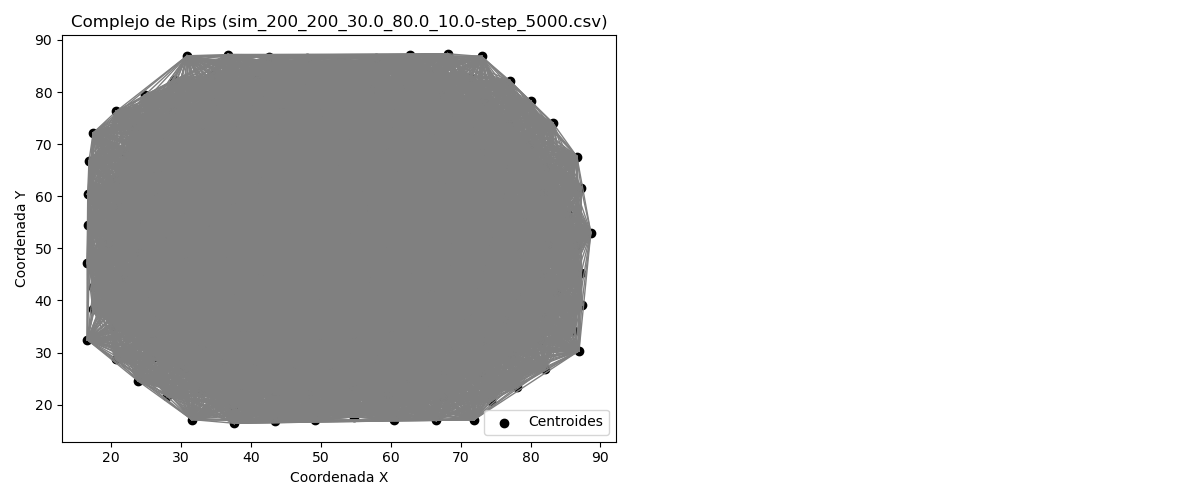 Complejo de Rips (sim_200_200_30.0_80.0_10.0-step_5000.csv)
90
80
70
60
50
40
30
20
Coordenada Y
20 30 40 50 60 70 80 90
Coordenada X
Centroides